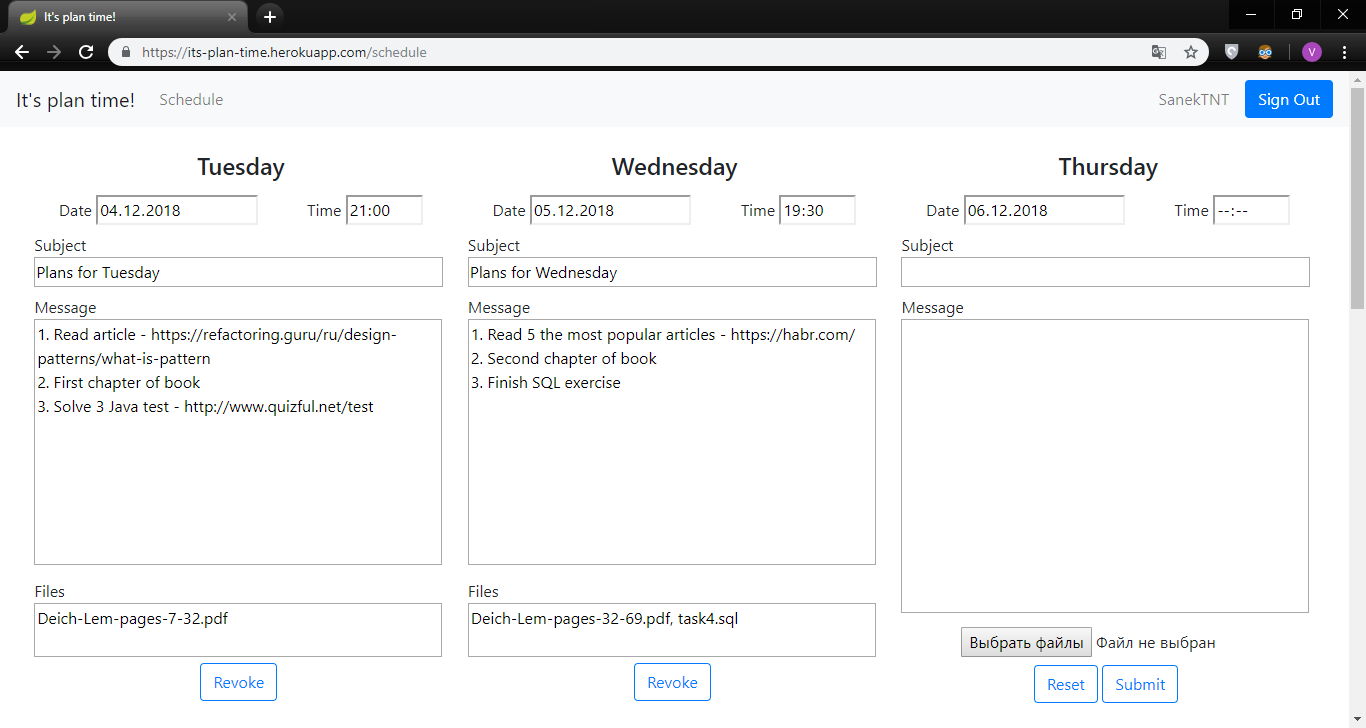 It's plan time!
https://its-plan-time.herokuapp.com/schedule
V
It's plan time!
Schedule
SanekTNT
Sign Out
Tuesday
Date 04.12.2018 Time 21:00
Subject
Plans for Tuesday
Message
1. Read article - https://refactoring.guru/ru/design-
patterns/what-is-pattern
2. First chapter of book
3. Solve 3 Java test - http://www.quizful.net/test
Files
Deich-Lem-pages-7-32.pdf
Revoke
Wednesday
Date 05.12.2018 Time 19:30
Subject
Plans for Wednesday
Message
1. Read 5 the most popular articles - https://habr.com/
2. Second chapter of book
3. Finish SQL exercise
Files
Deich-Lem-pages-32-69.pdf, task4.sql
Revoke
Thursday
Date 06.12.2018 Time --:--
Subject
Message
Выбрать файлы Файл не выбран
Reset Submit